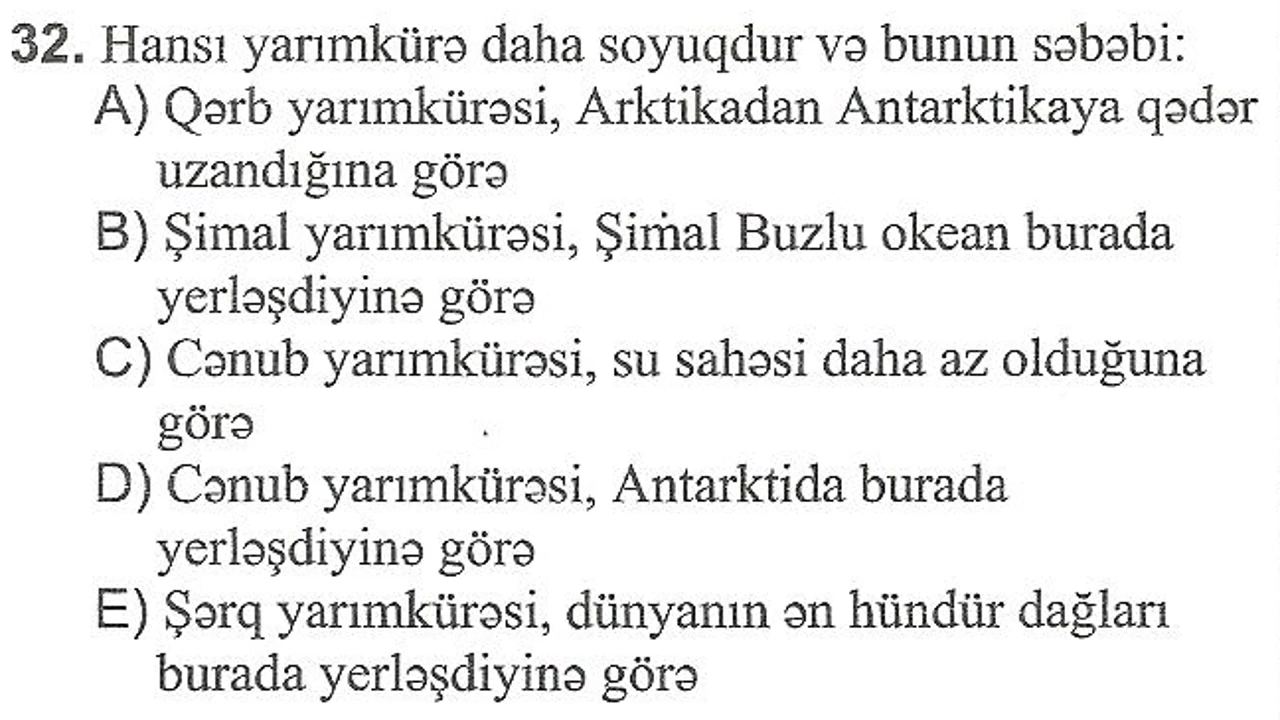 32. Hansı yarımkürə daha soyuqdur və bunun səbəbi:
A) Qərb yarımkürəsi, Arktikadan Antarktikaya qədər
uzandığına görə
B) Şimal yarımkürəsi, Şimal Buzlu okean burada
yerləşdiyinə görə
C) Cənub yarımkürəsi, su sahəsi daha az olduğuna
görə
D) Cənub yarımkürəsi, Antarktida burada
yerləşdiyinə görə
E) Şərq yarımkürəsi, dünyanın ən hündür dağları
burada yerləşdiyinə görə